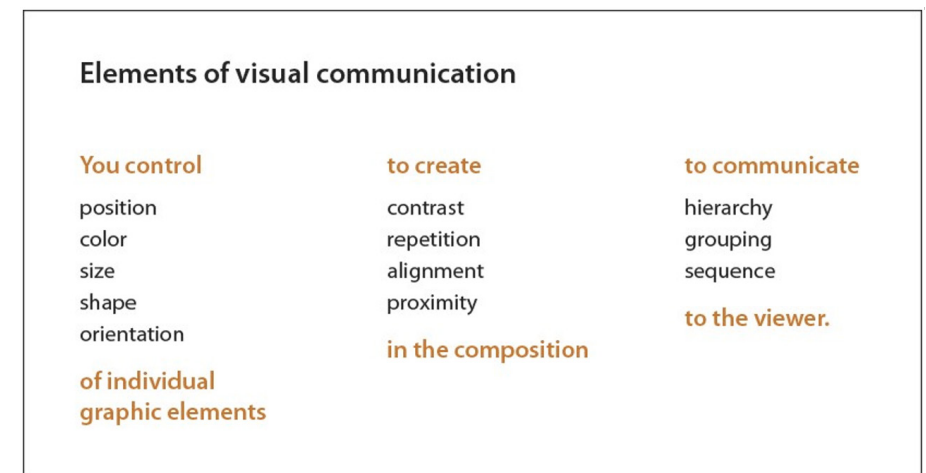 Elements of visual communication
You control
position
color
size
shape
orientation
of individual
graphic elements
to create
contrast
repetition
alignment
proximity
in the composition
to communicate
hierarchy
grouping
sequence
to the viewer.